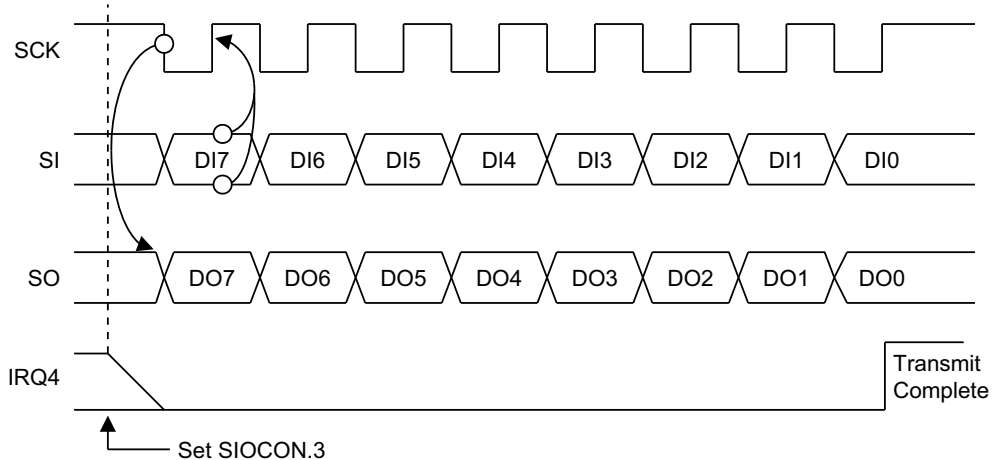 SCK
SI
DI7 DI6 DI5 DI4 DI3 DI2 DI1 DI0
SO
DO7 DO6 DO5 DO4 DO3 DO2 DO1 DO0
IRQ4
Transmit
Complete
Set SIOCON.3